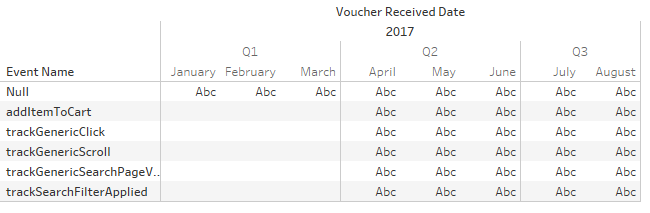 Voucher Received Date
2017
Q1 Q2 Q3
Event Name January February March April May June July August
Null Abc Abc Abc Abc Abc Abc Abc Abc
addItemToCart Abc Abc Abc Abc Abc
trackGenericClick Abc Abc Abc Abc Abc
trackGenericScroll Abc Abc Abc Abc Abc
trackGenericSearchPageV.. Abc Abc Abc Abc Abc
trackSearchFilterApplied Abc Abc Abc Abc Abc